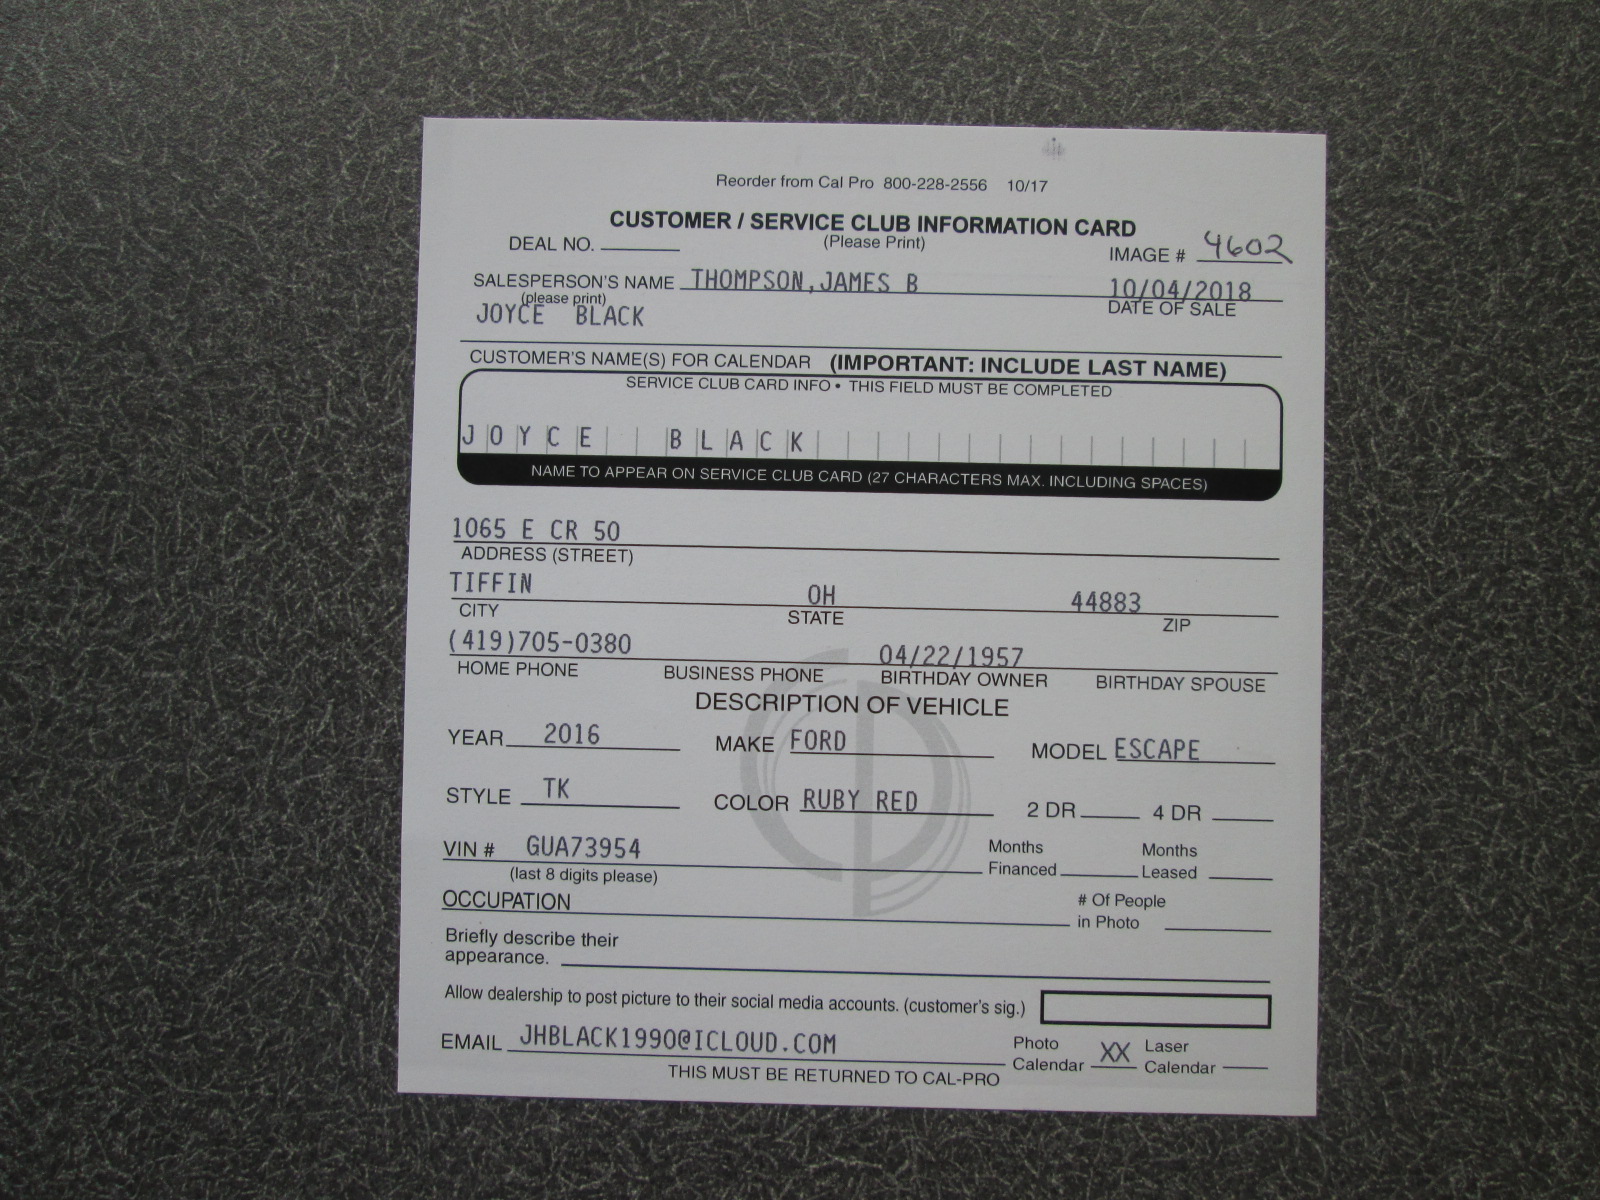 Reorder from Cal Pro 800-228-2556 10/17
CUSTOMER / SERVICE CLUB INFORMATION CARD
DEAL NO. (Please Print) IMAGE # 4602
SALESPERSON'S NAME THOMPSON,JAMES B 10/04/2018
(please print) DATE OF SALE
JOYCE BLACK
CUSTOMER'S NAME(S) FOR CALENDAR (IMPORTANT: INCLUDE LAST NAME)
SERVICE CLUB CARD INFO • THIS FIELD MUST BE COMPLETED
JOYCE BLACK
NAME TO APPEAR ON SERVICE CLUB CARD (27 CHARACTERS MAX. INCLUDING SPACES)
1065 E CR 50
ADDRESS (STREET)
TIFFIN OH 44883
CITY STATE ZIP
(419)705-0380 04/22/1957
HOME PHONE BUSINESS PHONE BIRTHDAY OWNER BIRTHDAY SPOUSE
DESCRIPTION OF VEHICLE
YEAR 2016 MAKE FORD MODEL ESCAPE
STYLE TK COLOR RUBY RED 2 DR 4 DR
VIN # GUA73954 Months Months
(last 8 digits please) Financed Leased
OCCUPATION # Of People
in Photo
Briefly describe their
appearance.
Allow dealership to post picture to their social media accounts. (customer's sig.)
EMAIL JHBLACK1990@ICLOUD.COM Photo XX Laser
Calendar Calendar
THIS MUST BE RETURNED TO CAL-PRO